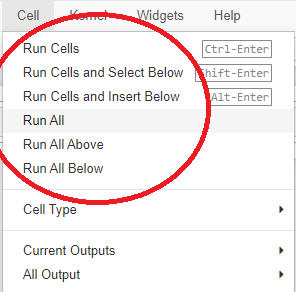 Cell Kernel Widgets Help
Run Cells Ctrl-Enter
Run Cells and Select Below Shift-Enter
Run Cells and Insert Below Alt-Enter
Run All
Run All Above
Run All Below
Cell Type
Current Outputs
All Output